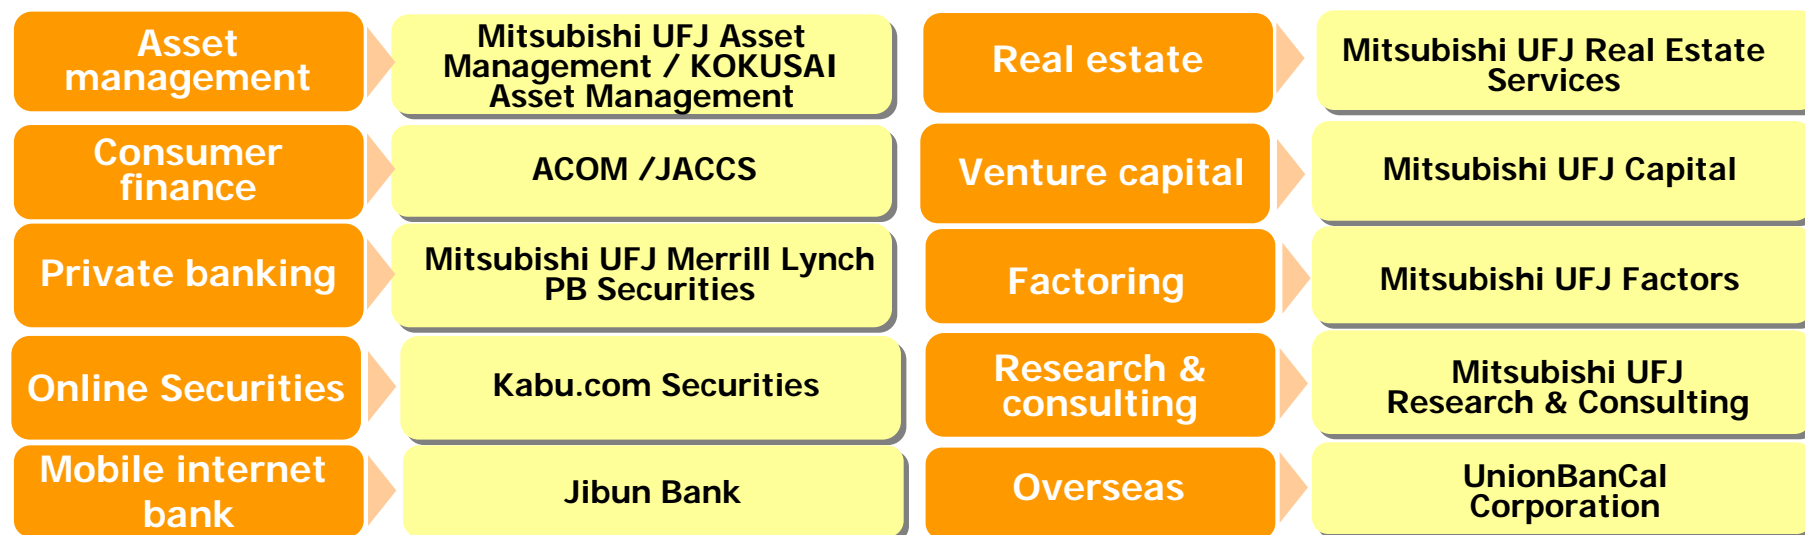 Asset
management
Mitsubishi UFJ Asset
Management / KOKUSAI
Asset Management
Consumer
finance
ACOM /JACCS
Private banking
Mitsubishi UFJ Merrill Lynch
PB Securities
Online Securities
Kabu.com Securities
Mobile internet
bank
Jibun Bank
Real estate
Mitsubishi UFJ Real Estate
Services
Venture capital
Mitsubishi UFJ Capital
Factoring
Mitsubishi UFJ Factors
Research &
consulting
Mitsubishi UFJ
Research & Consulting
Overseas
UnionBanCal
Corporation